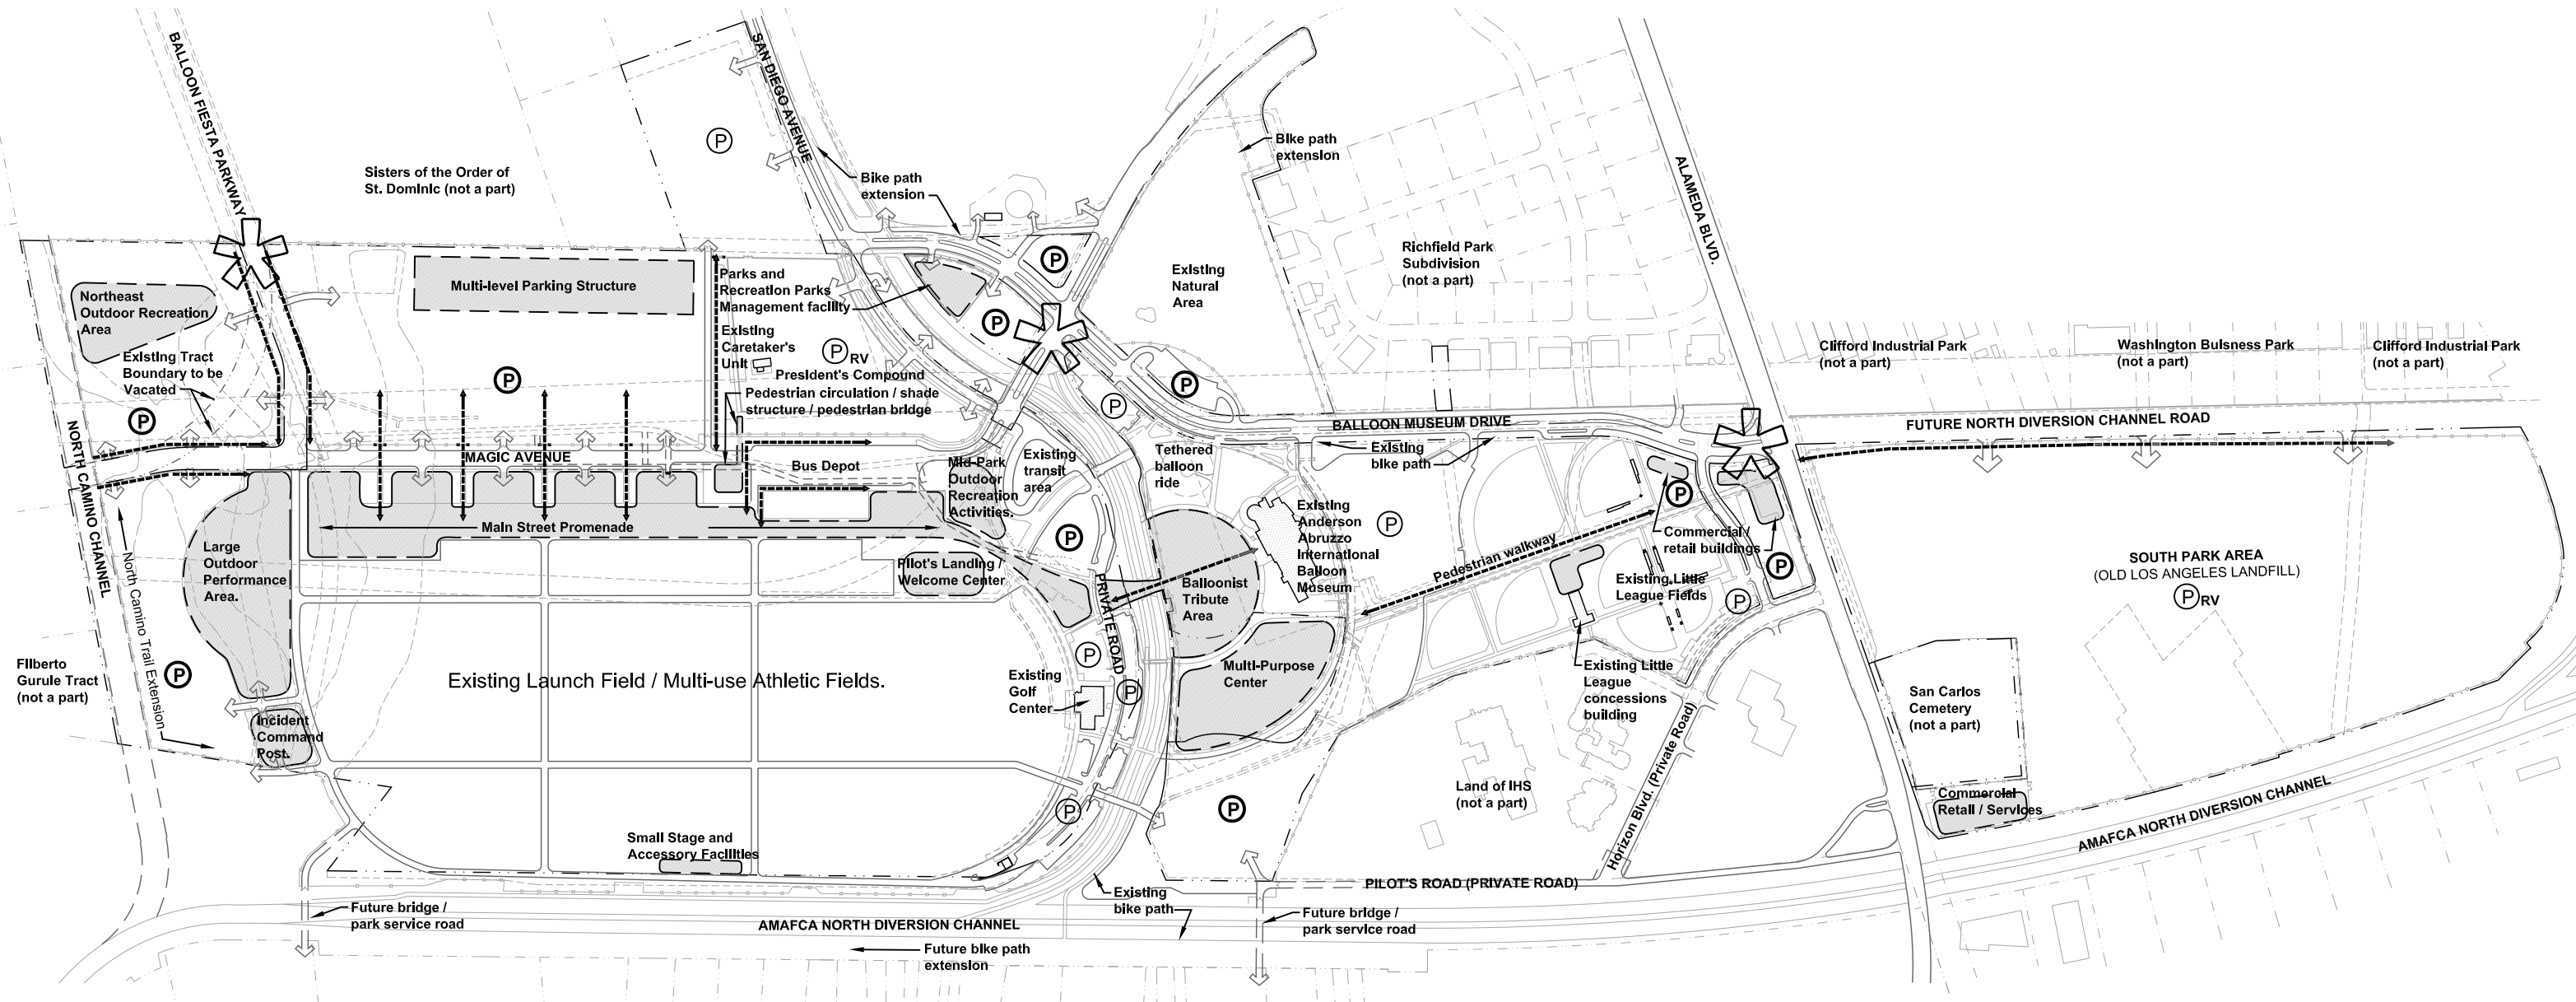 BALLOON FIESTA PARKWAY
SAN DIEGO AVENUE
ALAMEDA BLVD.
Sisters of the Order of
St. Dominic (not a part)
P
Bike path
extension
Bike path
extension
Richfield Park
Subdivision
(not a part)
Existing
Natural
Area
P
Multi-level Parking Structure
Parks and
Recreation Parks
Management facility
Northeast
Outdoor Recreation
Area
P
Existing
Caretaker's
Unit
P RV
President's Compound
Pedestrian circulation / shade
structure / pedestrian bridge
Existing Tract
Boundary to be
Vacated
P
P
P
P
Clifford Industrial Park
(not a part)
Washington Buisness Park
(not a part)
Clifford Industrial Park
(not a part)
BALLOON MUSEUM DRIVE
FUTURE NORTH DIVERSION CHANNEL ROAD
Existing
bike path
NORTH CAMINO CHANNEL
MAGIC AVENUE
Bus Depot
Mid-Park
Outdoor
Recreation
Activities.
Existing
transit
area
Tethered
balloon
ride
Existing
Anderson
Abruzzo
International
Balloon
Museum
P
P
Commercial /
retail buildings
Main Street Promenade
P
Large
Outdoor
Performance
Area.
Pilot's Landing /
Welcome Center
PRIVATE ROAD
Balloonist
Tribute
Area
Pedestrian walkway
Existing Little
League Fields
P
P
SOUTH PARK AREA
(OLD LOS ANGELES LANDFILL)
P RV
North Camino Trail Extension
Filberto
Gurule Tract
(not a part)
P
Existing Launch Field / Multi-use Athletic Fields.
P
Existing
Golf
Center
P
Multi-Purpose
Center
Existing Little
League
concessions
building
San Carlos
Cemetery
(not a part)
Incident
Command
Post.
P
P
Land of IHS
(not a part)
Horizon Blvd. (Private Road)
Commercial
Retail / Services
AMAFCA NORTH DIVERSION CHANNEL
Small Stage and
Accessory Facilities
PILOT'S ROAD (PRIVATE ROAD)
Future bridge /
park service road
AMAFCA NORTH DIVERSION CHANNEL
Existing
bike path
Future bridge /
park service road
Future bike path
extension